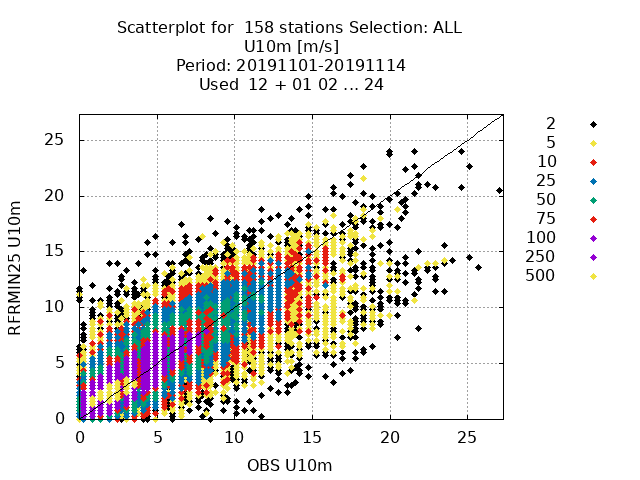 Scatterplot for  158 stations Selection: ALL
U10m [m/s]
Period: 20191101-20191114
Used  12 + 01 02 ... 24
RFRMIN25 U10m
25
20
15
10
5
0
0 5 10 15 20 25
OBS U10m
2
5
10
25
50
75
100
250
500